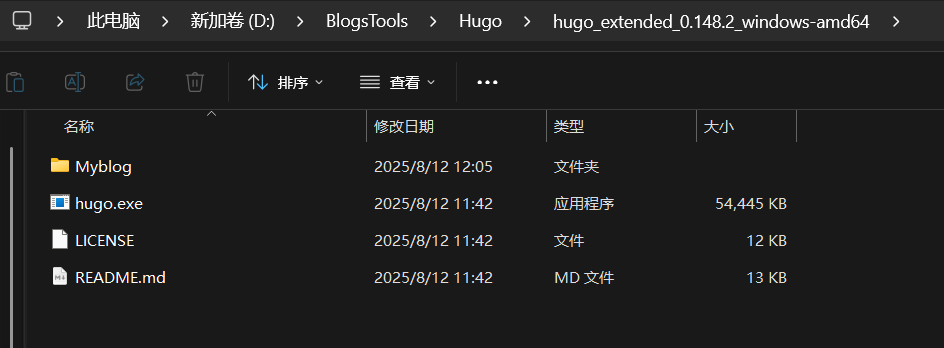 此电脑 > 新加卷 (D:) > BlogsTools > Hugo > hugo_extended_0.148.2_windows-amd64 >
排序 查看 ...
名称 修改日期 类型 大小
Myblog 2025/8/12 12:05 文件夹
hugo.exe 2025/8/12 11:42 应用程序 54,445 KB
LICENSE 2025/8/12 11:42 文件 12 KB
README.md 2025/8/12 11:42 MD 文件 13 KB